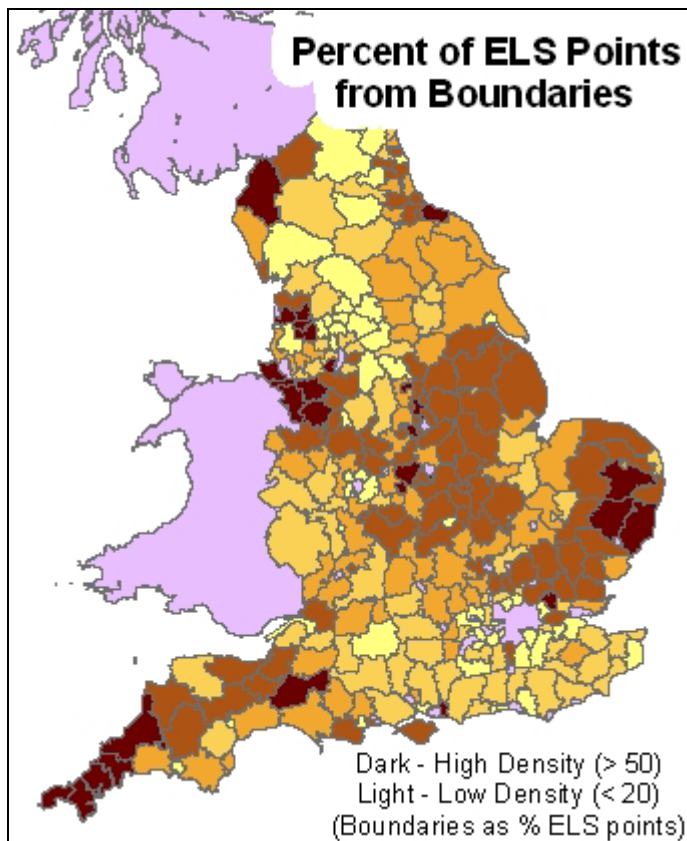 Percent of ELS Points
from Boundaries
Dark - High Density (> 50)
Light - Low Density (< 20)
(Boundaries as % ELS points)